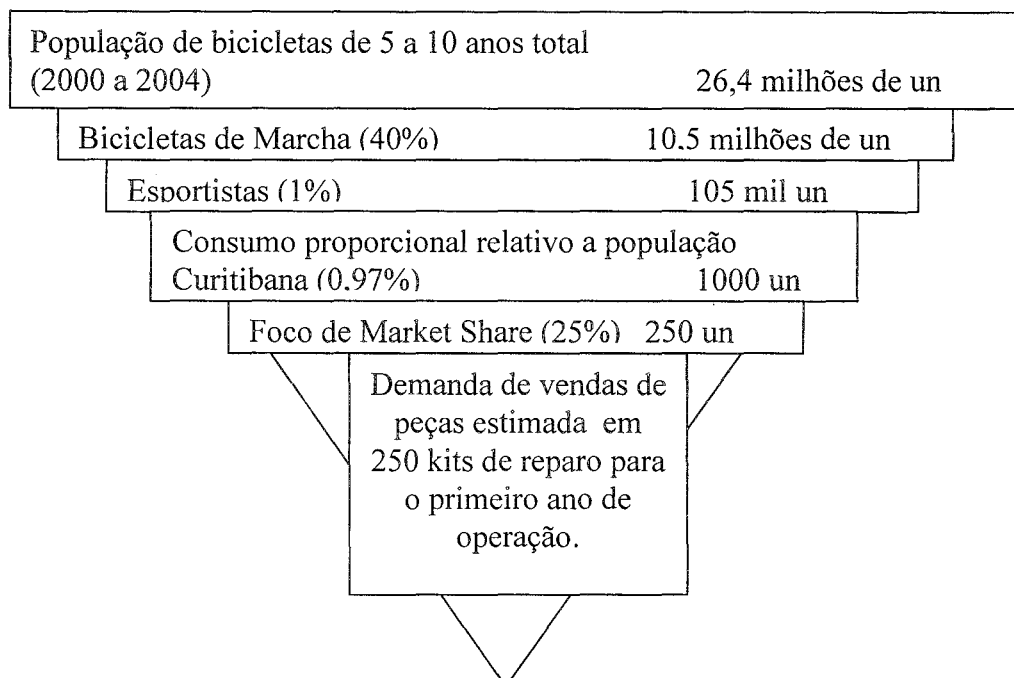 População de bicicletas de 5 a 10 anos total
(2000 a 2004) 26,4 milhões de un
Bicicletas de Marcha (40%) 10.5 milhões de un
Esportistas (1%) 105 mil un
Consumo proporcional relativo a população
Curitibana (0.97%) 1000 un
Foco de Market Share (25%) 250 un
Demanda de vendas de
peças estimada em
250 kits de reparo para
o primeiro ano de
operação.